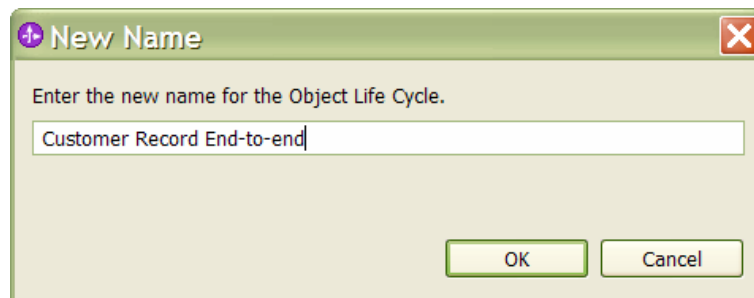 New Name
Enter the new name for the Object Life Cycle.
Customer Record End-to-end
OK Cancel